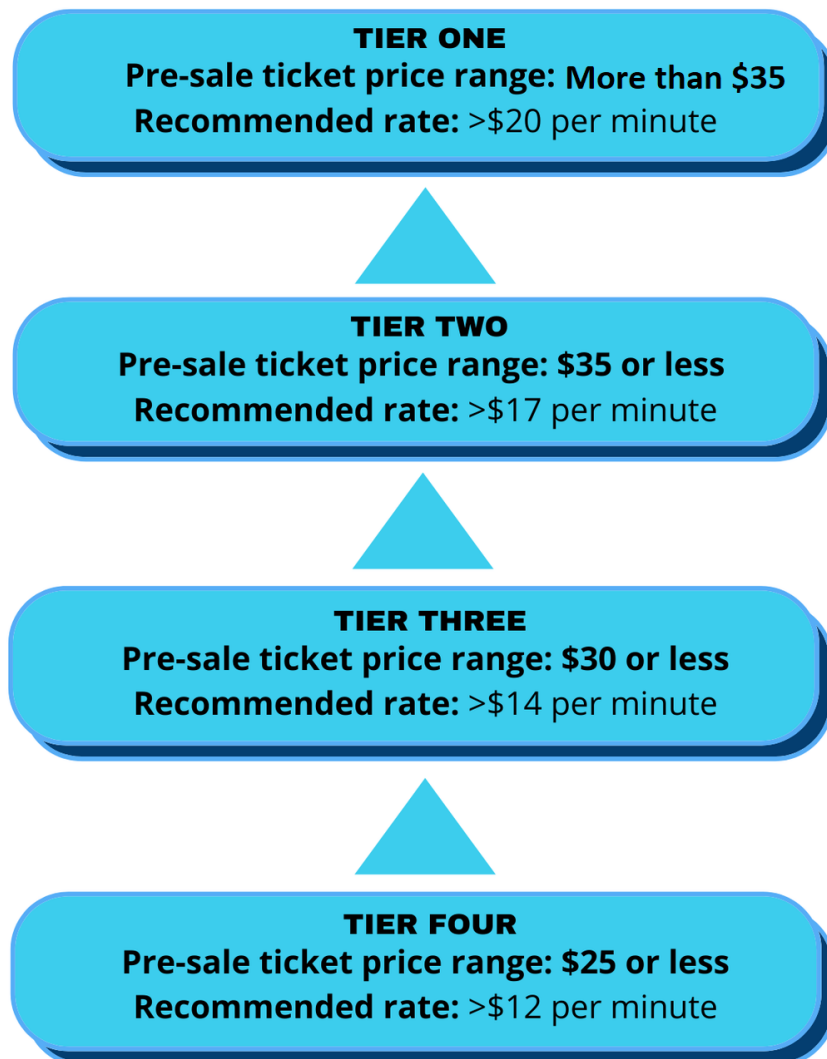 TIER ONE
Pre-sale ticket price range: More than $35
Recommended rate: >$20 per minute
TIER TWO
Pre-sale ticket price range: $35 or less
Recommended rate: >$17 per minute
TIER THREE
Pre-sale ticket price range: $30 or less
Recommended rate: >$14 per minute
TIER FOUR
Pre-sale ticket price range: $25 or less
Recommended rate: >$12 per minute